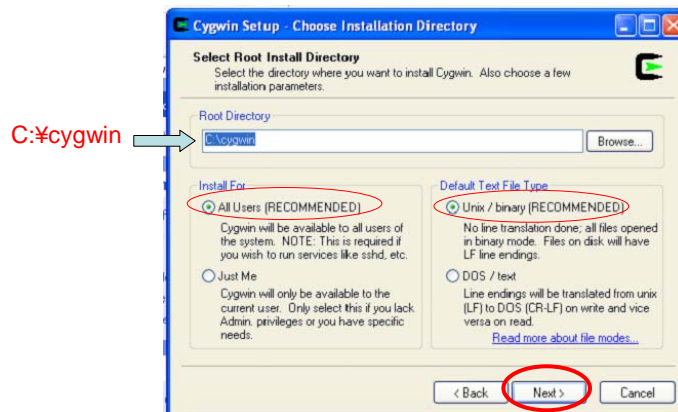 Cygwin Setup - Choose Installation Directory
Select Root Install Directory
Select the directory where you want to install Cygwin. Also choose a few
installation parameters.
C:¥cygwin
Root Directory
C:\cygwin
Browse...
Install For
All Users (RECOMMENDED)
Cygwin will be available to all users of
the system. NOTE: This is required if
you wish to run services like sshd, etc.
Just Me
Cygwin will only be available to the
current user. Only select this if you lack
Admin. privileges or you have specific
needs.
Default Text File Type
Unix / binary (RECOMMENDED)
No line translation done; all files opened
in binary mode. Files on disk will have
LF line endings.
DOS / text
Line endings will be translated from unix
(LF) to DOS (CR-LF) on write and vice
versa on read.
Read more about file modes...
< Back
Next >
Cancel